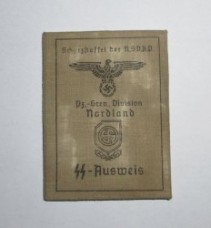 Schutzstaffel der N.S.D.A.P.
Pz.-Gren. Division
Nordland
SS-Ausweis